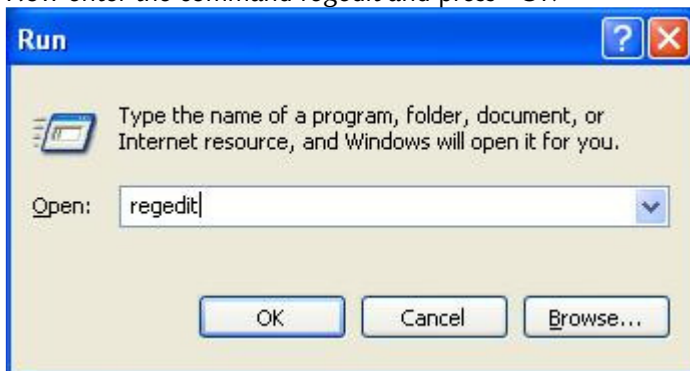 Now enter the command regedit and press "OK"
Run
Type the name of a program, folder, document, or
Internet resource, and Windows will open it for you.
Open: regedit
OK Cancel Browse...